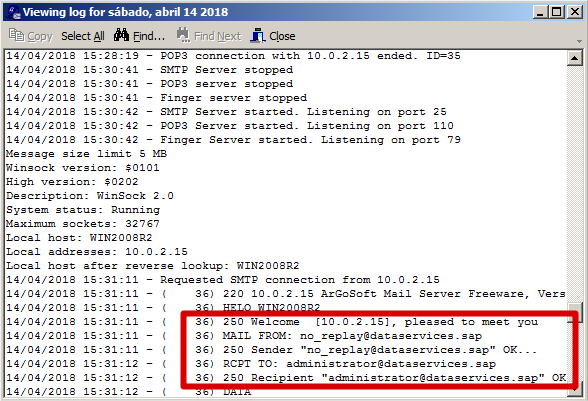 Viewing log for sábado, abril 14 2018
Copy Select All Find... Find Next Close
14/04/2018 15:28:19 - POP3 connection with 10.0.2.15 ended. ID=35
14/04/2018 15:30:41 - SMTP Server stopped
14/04/2018 15:30:41 - POP3 Server stopped
14/04/2018 15:30:41 - Finger server stopped
14/04/2018 15:30:42 - SMTP Server started. Listening on port 25
14/04/2018 15:30:42 - POP3 Server started. Listening on port 110
14/04/2018 15:30:42 - Finger Server started. Listening on port 79
Message size limit 5 MB
Winsock version: $0101
High version: $0202
Description: WinSock 2.0
System status: Running
Maximum sockets: 32767
Local host: WIN2008R2
Local addresses: 10.0.2.15
Local host after reverse lookup: WIN2008R2
14/04/2018 15:31:11 - Requested SMTP connection from 10.0.2.15
14/04/2018 15:31:11 - ( 36) 220 10.0.2.15 ArGoSoft Mail Server Freeware, Vers
14/04/2018 15:31:11 - ( 36) HELO WIN2008R2
14/04/2018 15:31:11 - ( 36) 250 Welcome [10.0.2.15], pleased to meet you
14/04/2018 15:31:11 - ( 36) MAIL FROM: no_replay@dataservices.sap
14/04/2018 15:31:11 - ( 36) 250 Sender "no_replay@dataservices.sap" OK...
14/04/2018 15:31:12 - ( 36) RCPT TO: administrator@dataservices.sap
14/04/2018 15:31:12 - ( 36) 250 Recipient "administrator@dataservices.sap" OK
14/04/2018 15:31:12 - ( 36) DATA